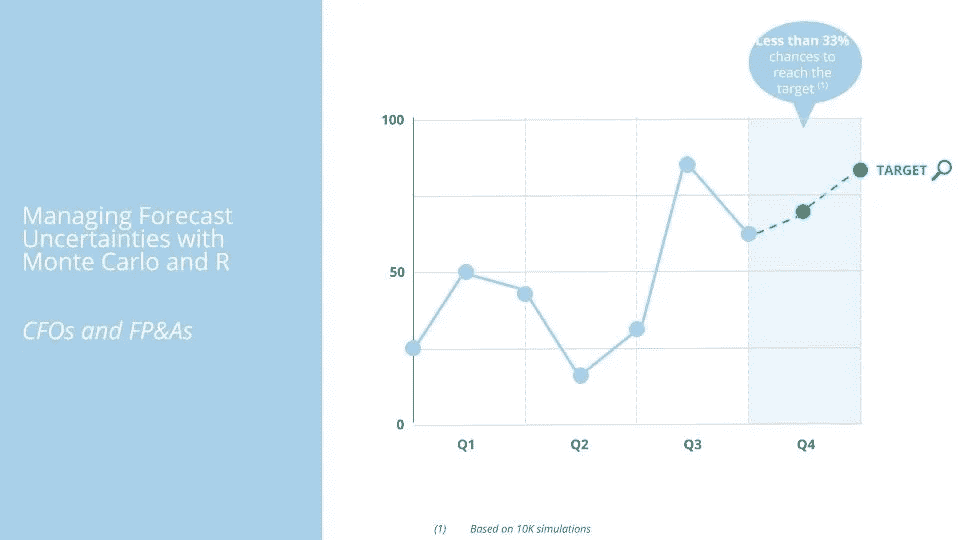 Managing Forecast
Uncertainties with
Monte Carlo and R
CFOs and FP&As
Less than 33%
chances to
reach the
target (1)
100
50
0
TARGET
Q1 Q2 Q3 Q4
(1) Based on 10K simulations